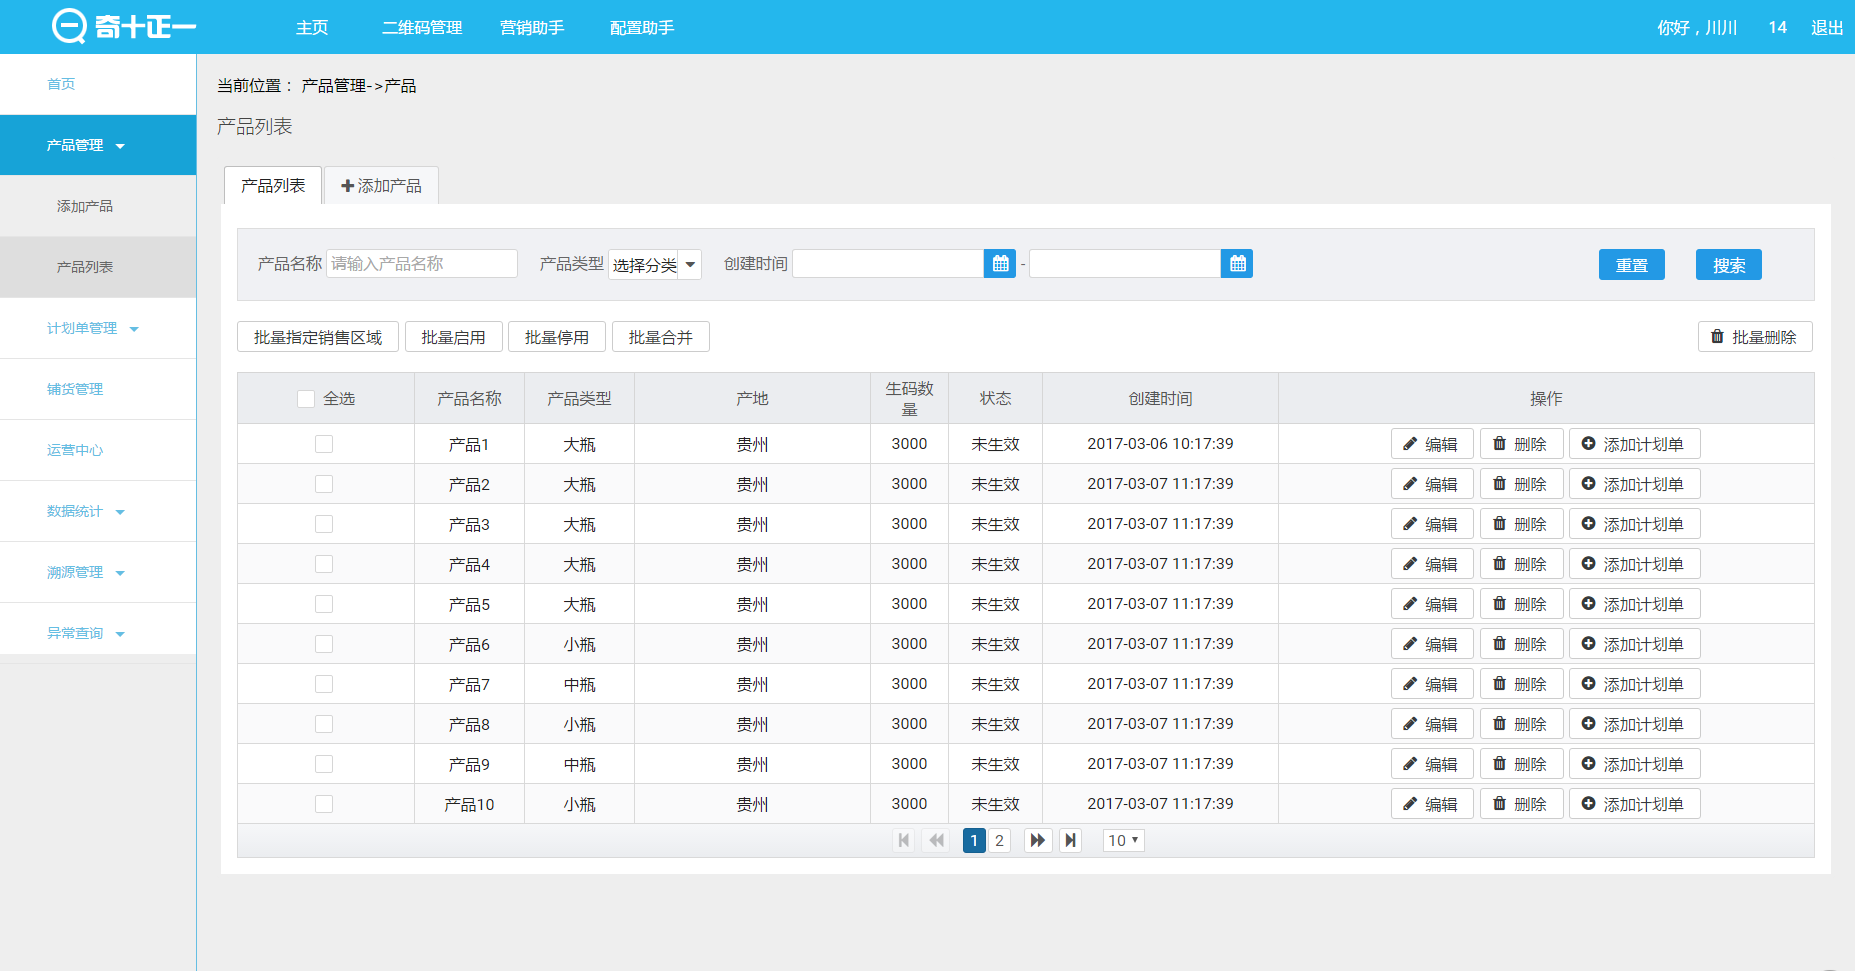 奇十正一 主页 二维码管理 营销助手 配置助手 你好，川川 14 退出
首页
产品管理
添加产品
产品列表
计划单管理
铺货管理
运营中心
数据统计
溯源管理
异常查询
当前位置： 产品管理->产品
产品列表
产品列表 添加产品
产品名称 请输入产品名称 产品类型 选择分类 创建时间 - 重置 搜索
批量指定销售区域 批量启用 批量停用 批量合并 批量删除
全选 产品名称 产品类型 产地 生码数量 状态 创建时间 操作
产品1 大瓶 贵州 3000 未生效 2017-03-06 10:17:39 编辑 删除 添加计划单
产品2 大瓶 贵州 3000 未生效 2017-03-07 11:17:39 编辑 删除 添加计划单
产品3 大瓶 贵州 3000 未生效 2017-03-07 11:17:39 编辑 删除 添加计划单
产品4 大瓶 贵州 3000 未生效 2017-03-07 11:17:39 编辑 删除 添加计划单
产品5 大瓶 贵州 3000 未生效 2017-03-07 11:17:39 编辑 删除 添加计划单
产品6 小瓶 贵州 3000 未生效 2017-03-07 11:17:39 编辑 删除 添加计划单
产品7 中瓶 贵州 3000 未生效 2017-03-07 11:17:39 编辑 删除 添加计划单
产品8 小瓶 贵州 3000 未生效 2017-03-07 11:17:39 编辑 删除 添加计划单
产品9 中瓶 贵州 3000 未生效 2017-03-07 11:17:39 编辑 删除 添加计划单
产品10 小瓶 贵州 3000 未生效 2017-03-07 11:17:39 编辑 删除 添加计划单
1 2 10